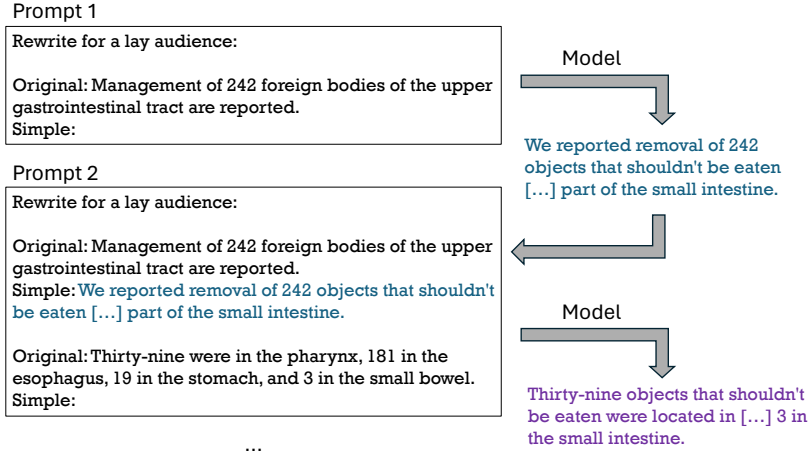 Prompt 1
Rewrite for a lay audience:
Original: Management of 242 foreign bodies of the upper
gastrointestinal tract are reported.
Simple:
Model
We reported removal of 242
objects that shouldn't be eaten
[…] part of the small intestine.
Prompt 2
Rewrite for a lay audience:
Original: Management of 242 foreign bodies of the upper
gastrointestinal tract are reported.
Simple: We reported removal of 242 objects that shouldn't
be eaten […] part of the small intestine.
Original: Thirty-nine were in the pharynx, 181 in the
esophagus, 19 in the stomach, and 3 in the small bowel.
Simple:
Model
Thirty-nine objects that shouldn't
be eaten were located in […] 3 in
the small intestine.
...